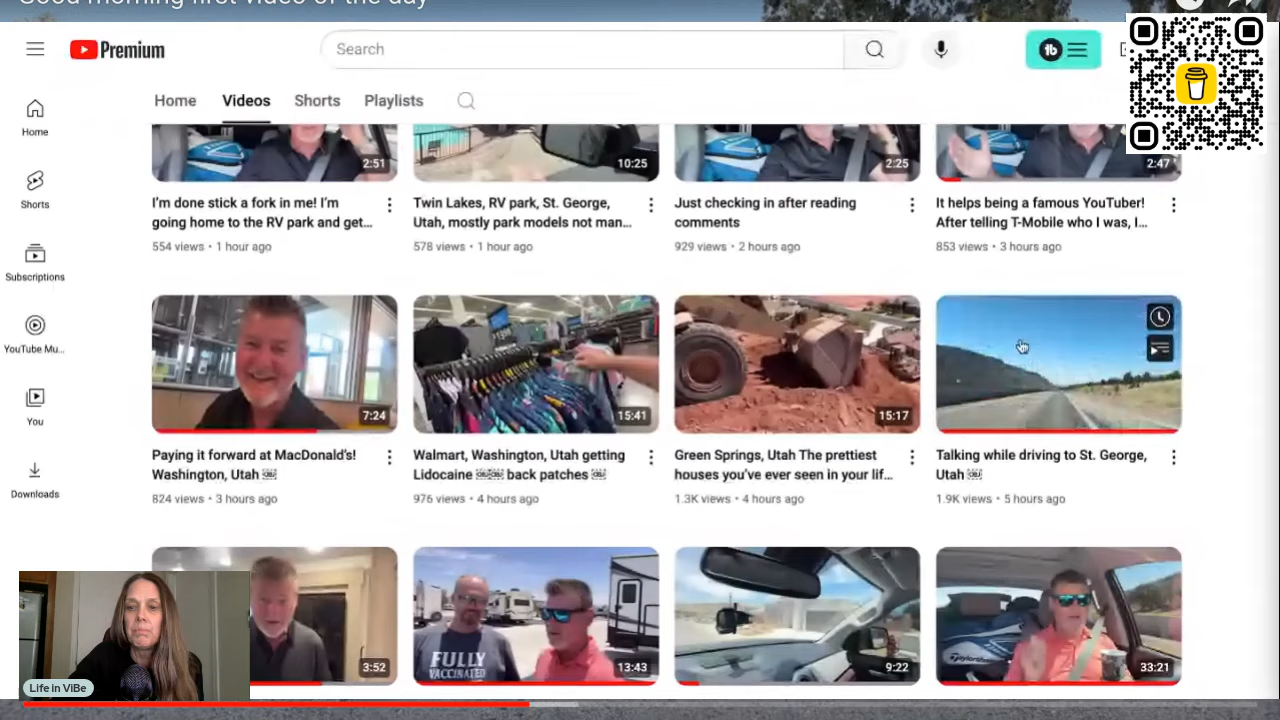 Good morning first video of the day
Premium
Search
Home
Videos
Shorts
Playlists
Home
Shorts
Subscriptions
YouTube Mu...
You
Downloads
2:51
10:25
2:25
2:47
I'm done stick a fork in me! I'm
going home to the RV park and get...
554 views • 1 hour ago
Twin Lakes, RV park, St. George,
Utah, mostly park models not man...
578 views • 1 hour ago
Just checking in after reading
comments
929 views • 2 hours ago
It helps being a famous YouTuber!
After telling T-Mobile who I was, I...
853 views • 3 hours ago
7:24
15:41
15:17
Paying it forward at MacDonald's!
Washington, Utah
824 views • 3 hours ago
Walmart, Washington, Utah getting
Lidocaine back patches
976 views • 4 hours ago
Green Springs, Utah The prettiest
houses you've ever seen in your lif...
1.3K views • 4 hours ago
Talking while driving to St. George,
Utah
1.9K views • 5 hours ago
FULLY
VACCINATED
TaylorMade
3:52
13:43
9:22
33:21
Life in ViBe